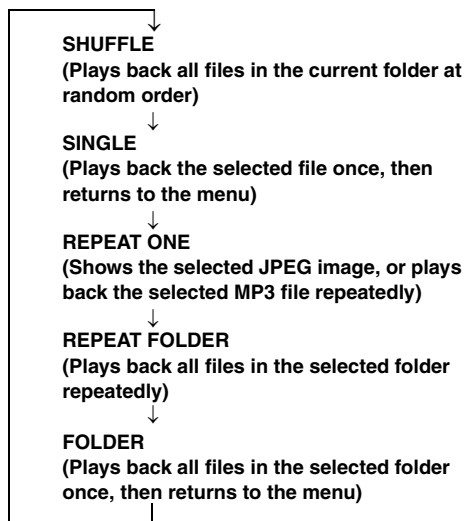 SHUFFLE
(Plays back all files in the current folder at
random order)
↓
SINGLE
(Plays back the selected file once, then
returns to the menu)
↓
REPEAT ONE
(Shows the selected JPEG image, or plays
back the selected MP3 file repeatedly)
↓
REPEAT FOLDER
(Plays back all files in the selected folder
repeatedly)
↓
FOLDER
(Plays back all files in the selected folder
once, then returns to the menu)